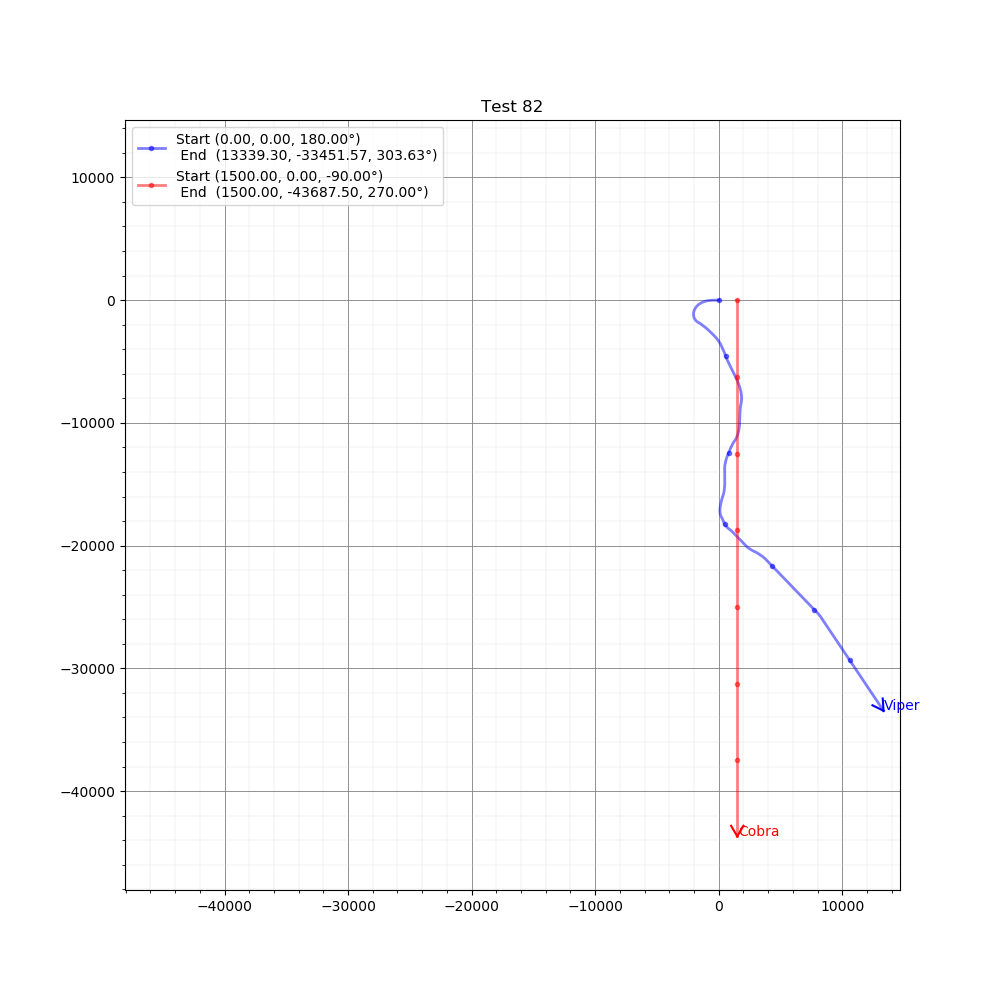 Test 82
Start (0.00, 0.00, 180.00°)
End  (13339.30, -33451.57, 303.63°)
Start (1500.00, 0.00, -90.00°)
End  (1500.00, -43687.50, 270.00°)
10000
0
−10000
−20000
−30000
−40000
Viper
Cobra
−40000
−30000
−20000
−10000
0
10000